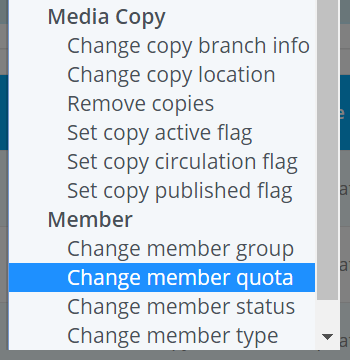 Media Copy
Change copy branch info
Change copy location
Remove copies
Set copy active flag
Set copy circulation flag
Set copy published flag
Member
Change member group
Change member quota
Change member status
Change member type